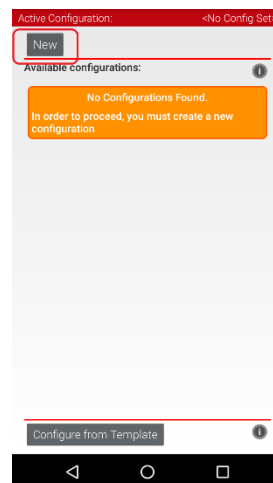 Active Configuration: <No Config Set>
New
Available configurations:
No Configurations Found.
In order to proceed, you must create a new
configuration
Configure from Template